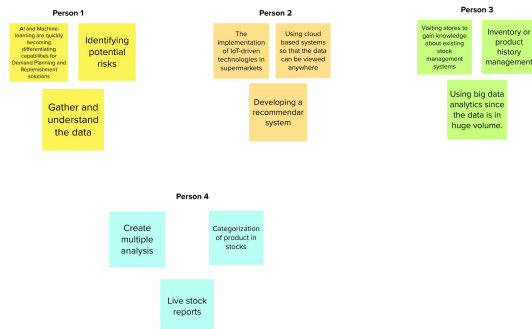 Person 1
AI and Machine-
learning are quickly
becoming
differentiating
capabilities for
Demand Planning and
Replenishment
solutions
Identifying
potential
risks
Gather and
understand
the data
Person 2
The
implementation
of IoT-driven
technologies in
supermarkets
Using cloud
based systems
so that the data
can be viewed
anywhere
Developing a
recommendar
system
Person 3
Visiting stores to
gain knowledge
about existing
stock
management
systems
Inventory or
product
history
management
Using big data
analytics since
the data is in
huge volume.
Person 4
Create
multiple
analysis
Categorization
of product in
stocks
Live stock
reports